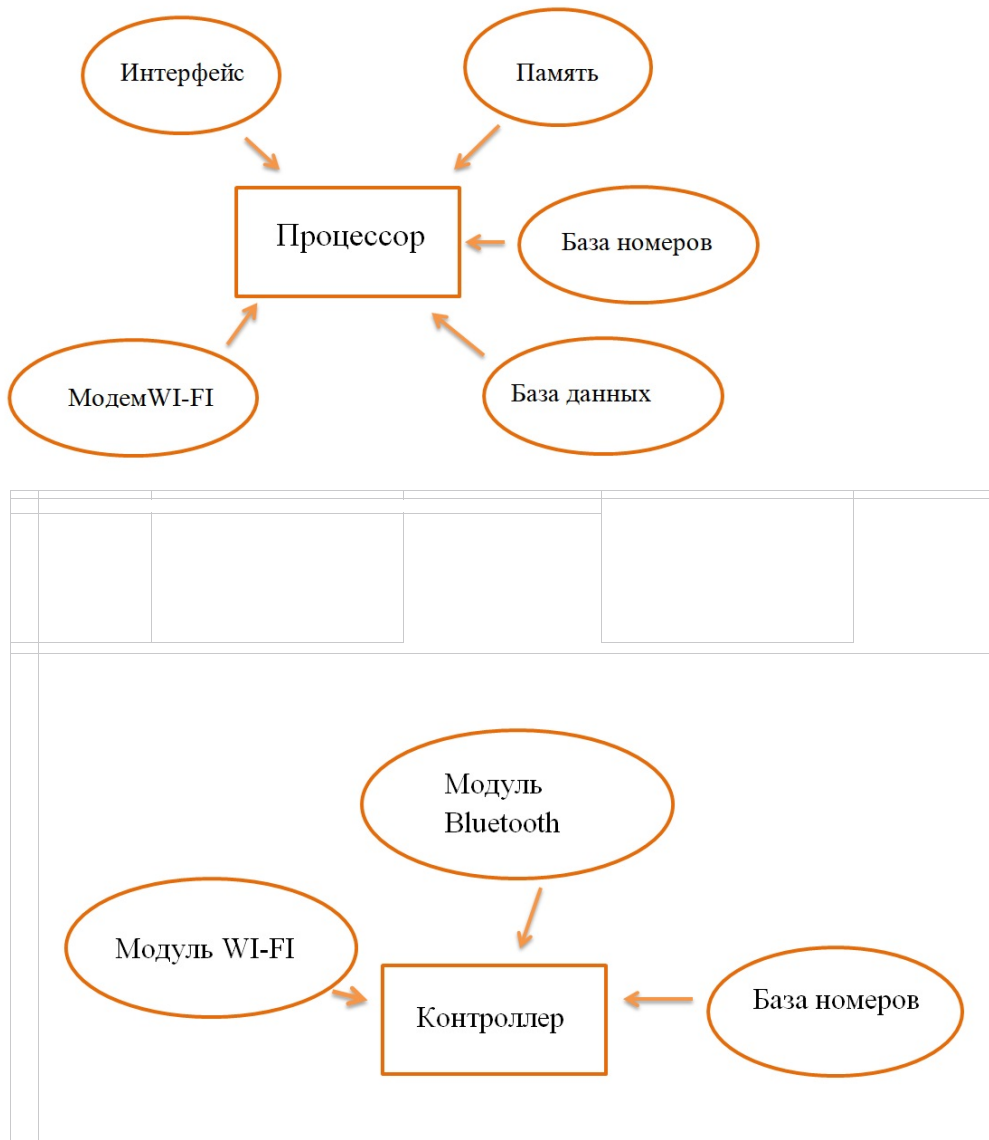 Интерфейс
Память
Процессор
База номеров
МодемWI-FI
База данных
Модуль
Bluetooth
Модуль WI-FI
Контроллер
База номеров